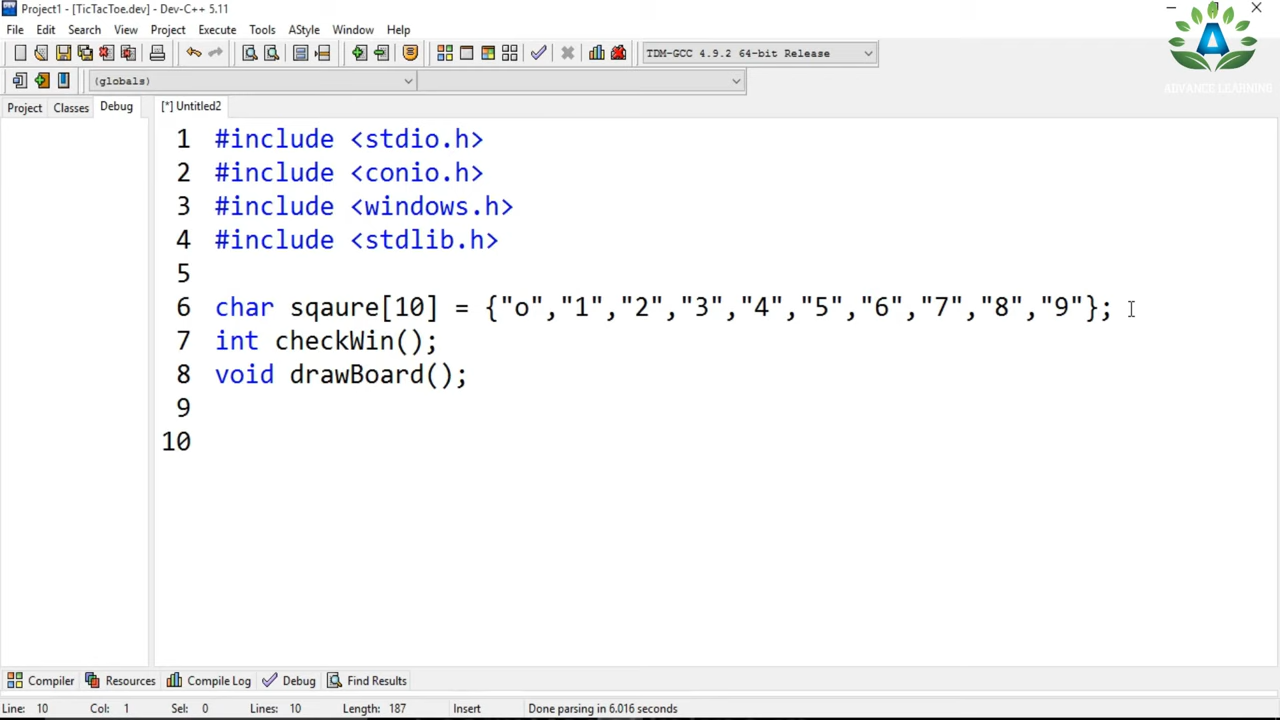 Project1 - [TicTacToe.dev] - Dev-C++ 5.11
File Edit Search View Project Execute Tools AStyle Window Help
TDM-GCC 4.9.2 64-bit Release
(globals)
ADVANCE LEARNING
Project Classes Debug [*] Untitled2
1 #include <stdio.h>
2 #include <conio.h>
3 #include <windows.h>
4 #include <stdlib.h>
5
6 char sqaure[10] = {"o","1","2","3","4","5","6","7","8","9"};
7 int checkWin();
8 void drawBoard();
9
10
Compiler Resources Compile Log Debug Find Results
Line: 10 Col: 1 Sel: 0 Lines: 10 Length: 187 Insert Done parsing in 6.016 seconds